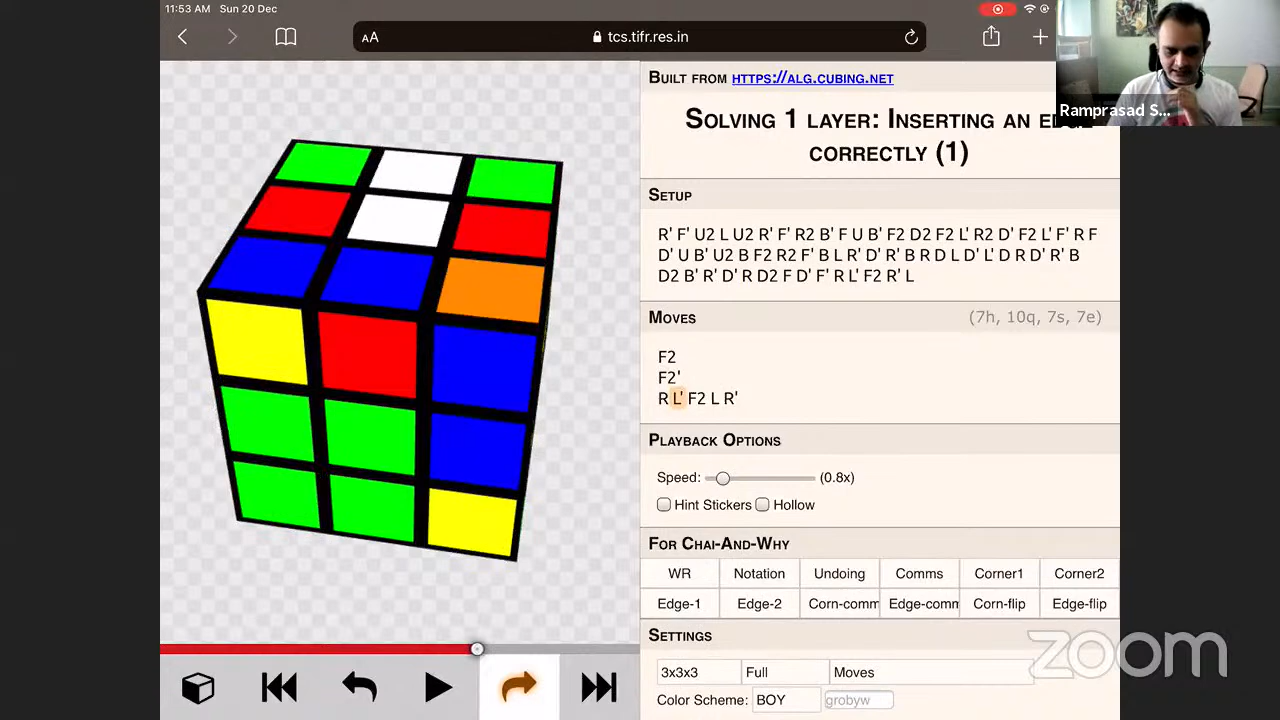 11:53 AM Sun 20 Dec
AA
tcs.tifr.res.in
Ramprasad S...
Built from https://alg.cubing.net
Solving 1 layer: Inserting an edge
correctly (1)
Setup
R' F' U2 L U2 R' F' R2 B' F U B' F2 D2 F2 L' R2 D' F2 L' F' R F
D' U B' U2 B F2 R2 F' B L R' D' R' B R D L D' L' D R D' R' B
D2 B' R' D' R D2 F D' F' R L' F2 R' L
Moves
(7h, 10q, 7s, 7e)
F2
F2'
R L' F2 L R'
Playback Options
Speed: (0.8x)
Hint Stickers Hollow
For Chai-And-Why
WR Notation Undoing Comms Corner1 Corner2
Edge-1 Edge-2 Corn-comm Edge-comm Corn-flip Edge-flip
Settings
3x3x3 Full Moves
Color Scheme: BOY grobyw
zoom